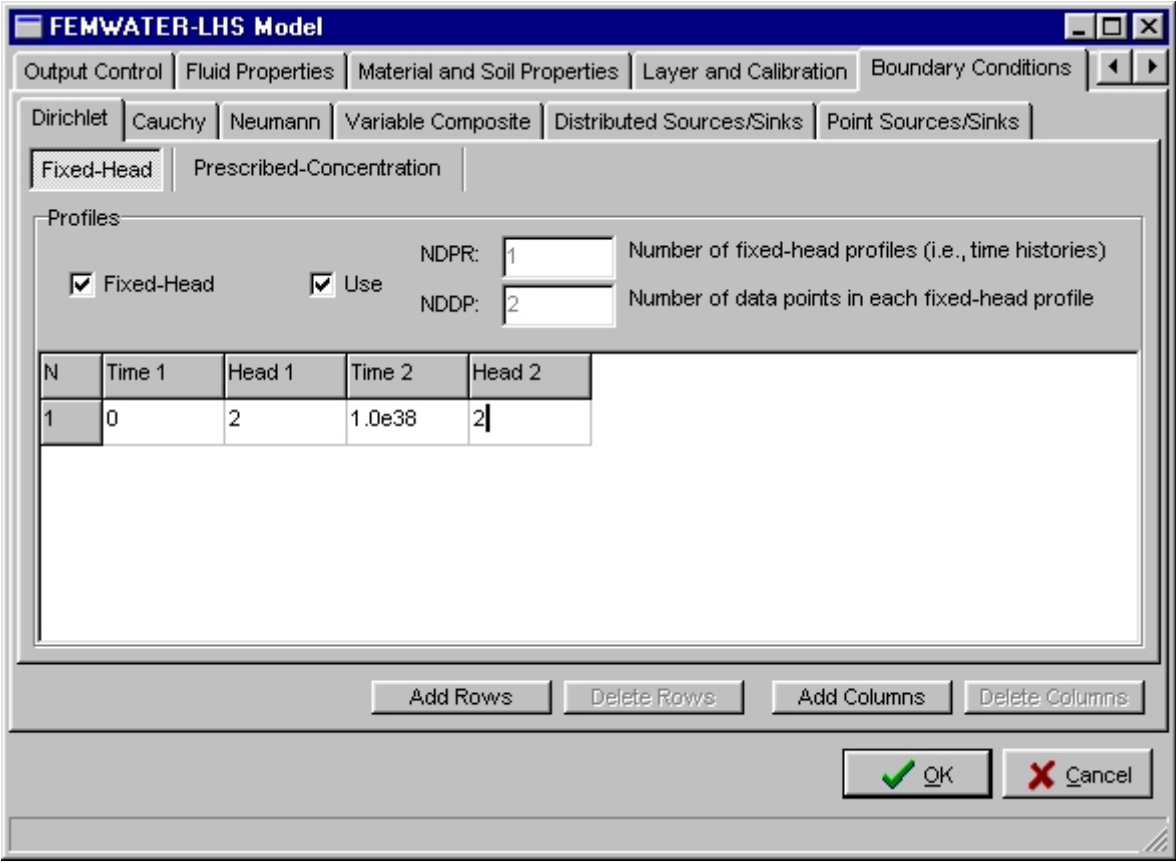 FEMWATER-LHS Model
Output Control Fluid Properties Material and Soil Properties Layer and Calibration Boundary Conditions
Dirichlet Cauchy Neumann Variable Composite Distributed Sources/Sinks Point Sources/Sinks
Fixed-Head Prescribed-Concentration
Profiles
NDPR: 1 Number of fixed-head profiles (i.e., time histories)
Fixed-Head Use
NDDP: 2 Number of data points in each fixed-head profile
N Time 1 Head 1 Time 2 Head 2
1 0 2 1.0e38 2
Add Rows Delete Rows Add Columns Delete Columns
OK Cancel